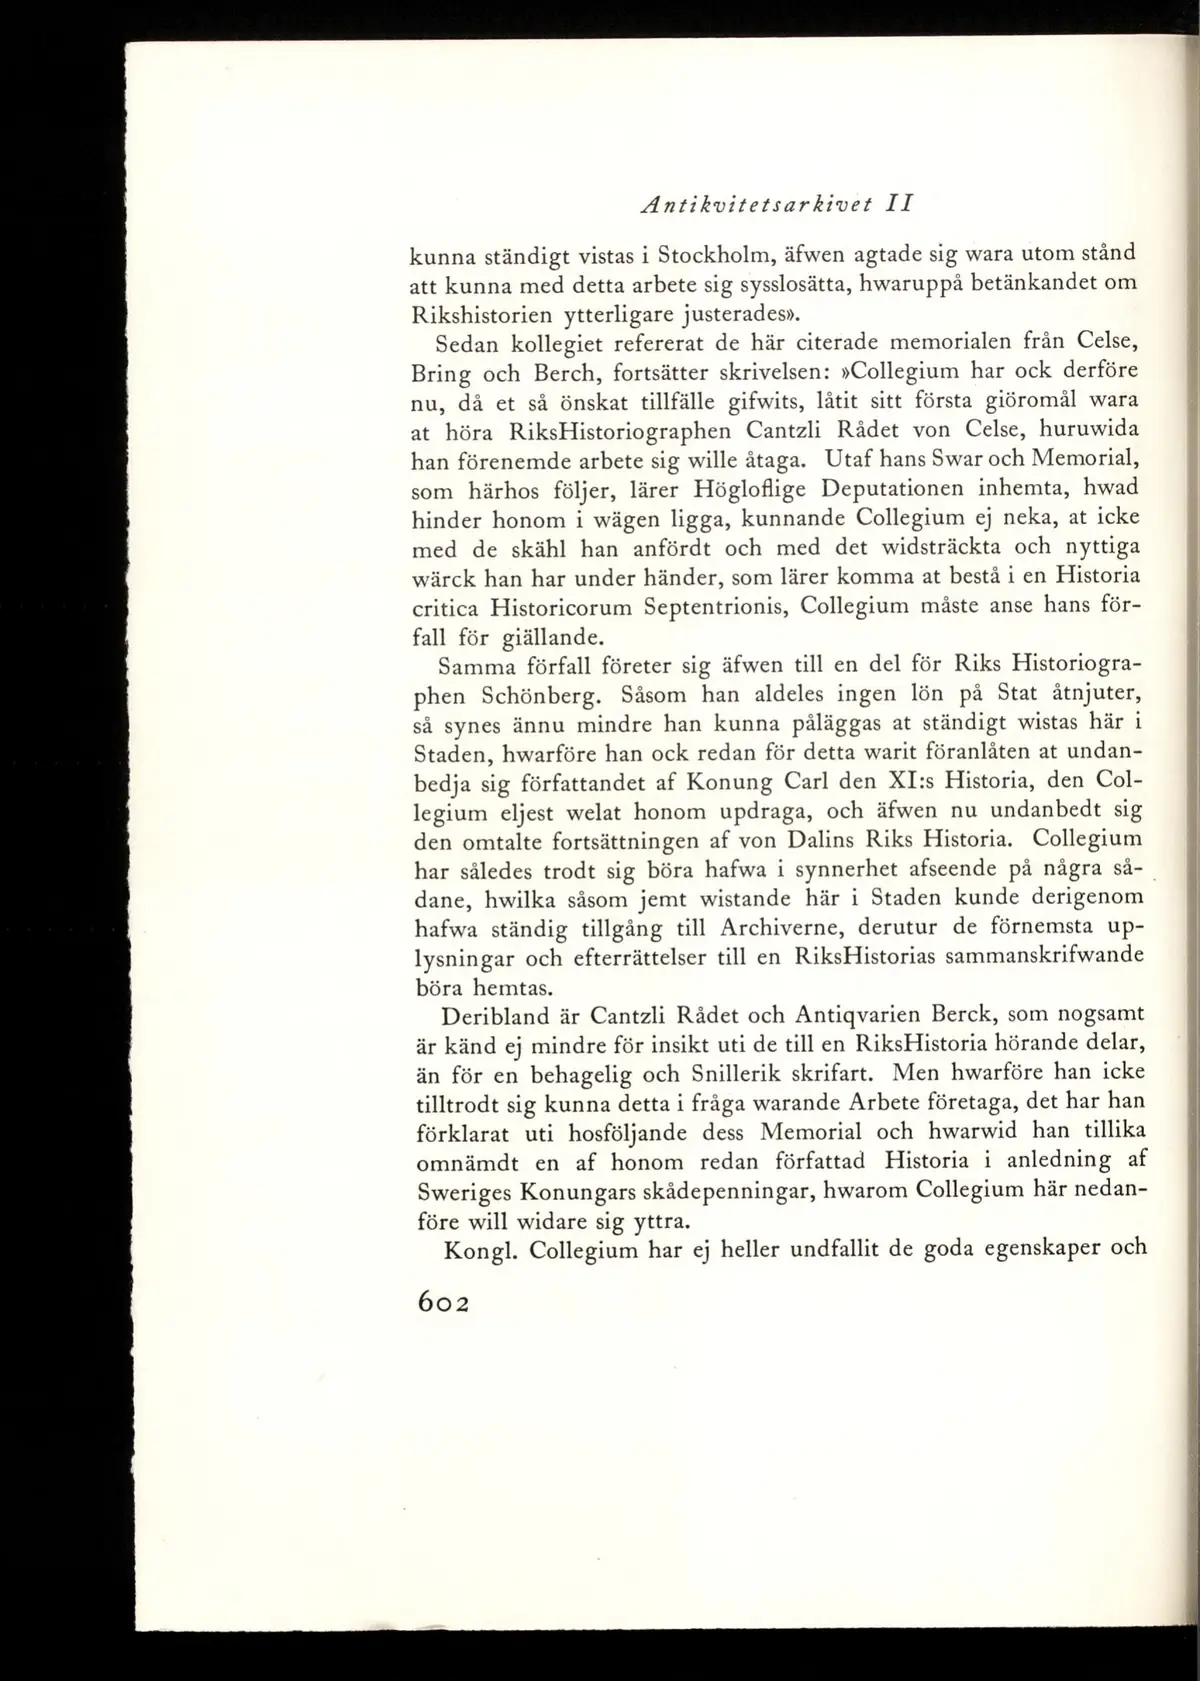 Antikvitetsarkivet II
kunna ständigt vistas i Stockholm, äfwen agtade sig wara utom stånd
att kunna med detta arbete sig sysslosätta, hwaruppå betänkandet om
Rikshistorien ytterligare justerades».
Sedan kollegiet refererat de här citerade memorialen från Celse,
Bring och Berch, fortsätter skrivelsen: »Collegium har ock derföre
nu, då et så önskat tillfälle gifwits, låtit sitt första giöromål wara
at höra RiksHistoriographen Cantzli Rådet von Celse, huruwida
han förenemde arbete sig wille åtaga. Utaf hans Swar och Memorial,
som härhos följer, lärer Högloflige Deputationen inhemta, hwad
hinder honom i wägen ligga, kunnande Collegium ej neka, at icke
med de skähl han anfördt och med det widsträckta och nyttiga
wärck han har under händer, som lärer komma at bestå i en Historia
critica Historicorum Septentrionis, Collegium måste anse hans för-
fall för giällande.
Samma förfall företer sig äfwen till en del för Riks Historiogra-
phen Schönberg. Såsom han aldeles ingen lön på Stat åtnjuter,
så synes ännu mindre han kunna påläggas at ständigt wistas här i
Staden, hwarföre han ock redan för detta warit föranlåten at undan-
bedja sig författandet af Konung Carl den XI:s Historia, den Col-
legium eljest welat honom updraga, och äfwen nu undanbedt sig
den omtalte fortsättningen af von Dalins Riks Historia. Collegium
har således trodt sig böra hafwa i synnerhet afseende på några så-
dane, hwilka såsom jemt wistande här i Staden kunde derigenom
hafwa ständig tillgång till Archiverne, derutur de förnemsta up-
lysningar och efterrättelser till en RiksHistorias sammanskrifwande
böra hemtas.
Deribland är Cantzli Rådet och Antiqvarien Berck, som nogsamt
är känd ej mindre för insikt uti de till en RiksHistoria hörande delar,
än för en behagelig och Snillerik skrifart. Men hwarföre han icke
tilltrodt sig kunna detta i fråga warande Arbete företaga, det har han
förklarat uti hosföljande dess Memorial och hwarwid han tillika
omnämdt en af honom redan författad Historia i anledning af
Sweriges Konungars skådepenningar, hwarom Collegium här nedan-
före will widare sig yttra.
Kongl. Collegium har ej heller undfallit de goda egenskaper och
602